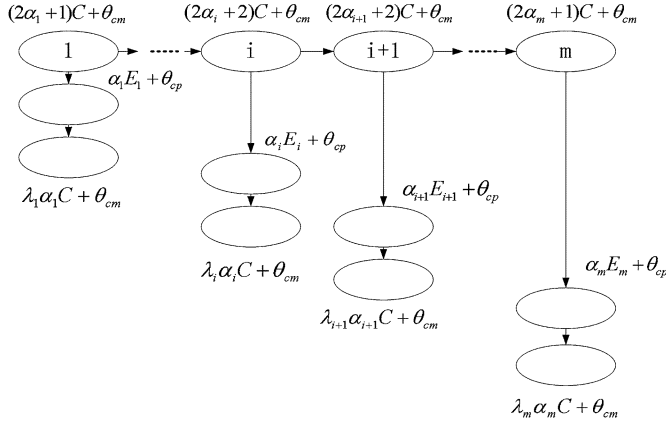 (2α₁+1)C+θcm (2αᵢ+2)C+θcm (2αᵢ₊₁+2)C+θcm (2αₘ+1)C+θcm
1 i i+1 m
α₁E₁+θcp
αᵢEᵢ+θcp
αᵢ₊₁Eᵢ₊₁+θcp
λ₁α₁C+θcm
αₘEₘ+θcp
λᵢαᵢC+θcm
λᵢ₊₁αᵢ₊₁C+θcm
λₘαₘC+θcm